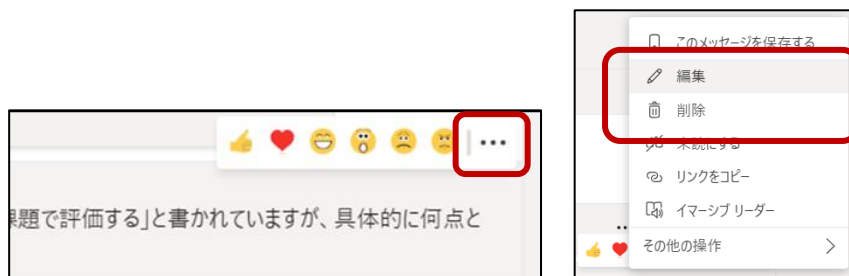 課題で評価する」と書かれていますが、具体的に何点と
このメッセージを保存する
編集
削除
未読にする
リンクをコピー
イマーシブ リーダー
その他の操作